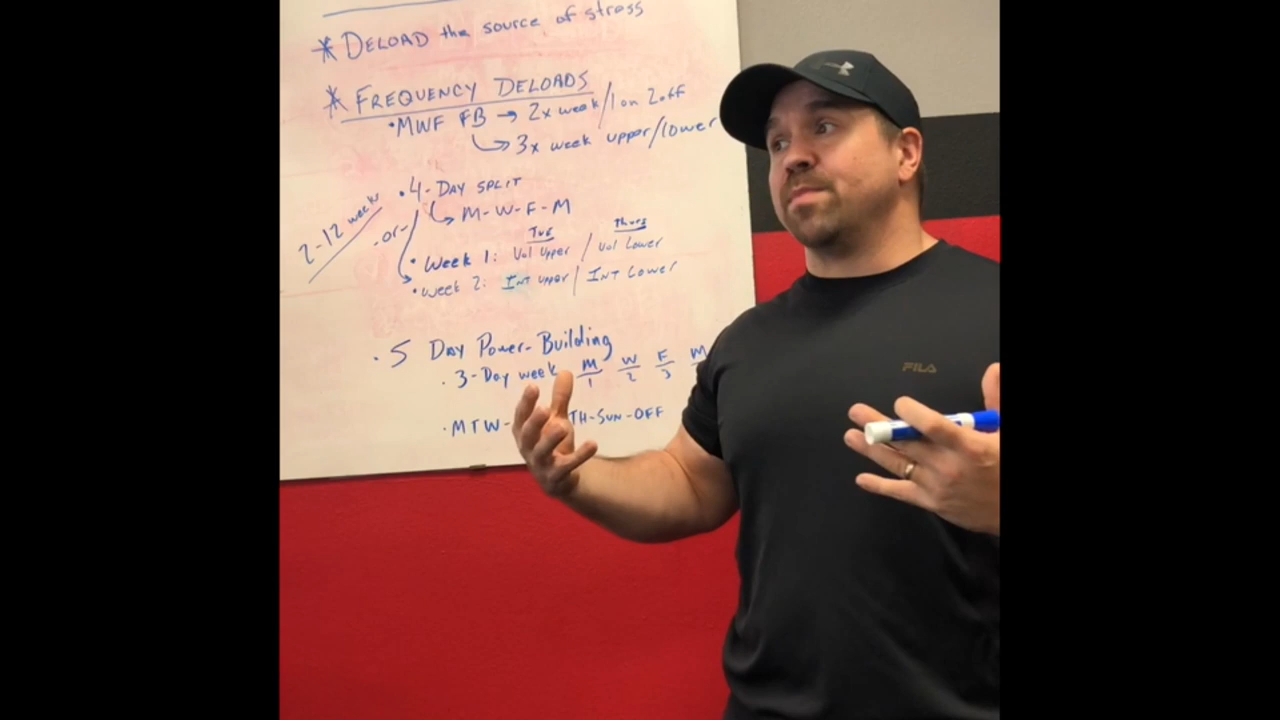 * DELOAD the source of stress
* FREQUENCY DELOADS
• MWF FB → 2x week/1 on 2 off
↳ 3x week upper/lower
• 4-DAY SPLIT
↳ M-W-F-M
2-12 weeks
-or-
Tue Thurs
• Week 1: Vol Upper / Vol Lower
• Week 2: INT Upper / INT Lower
• 5 Day Power-Building
• 3-Day week M W F M
1 2 3
• MTW- TH-SUN-OFF
FILA